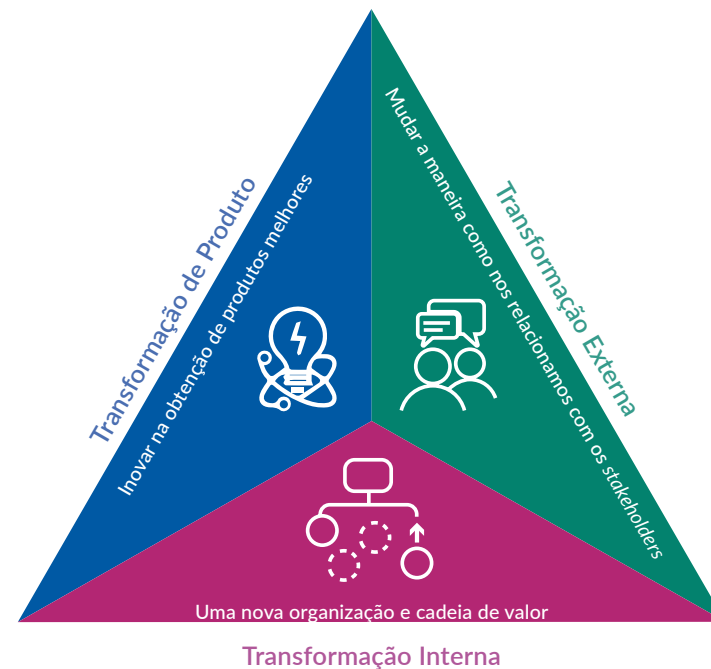 Transformação de Produto
Inovar na obtenção de produtos melhores
Mudar a maneira como nos relacionamos com os stakeholders
Transformação Externa
Uma nova organização e cadeia de valor
Transformação Interna